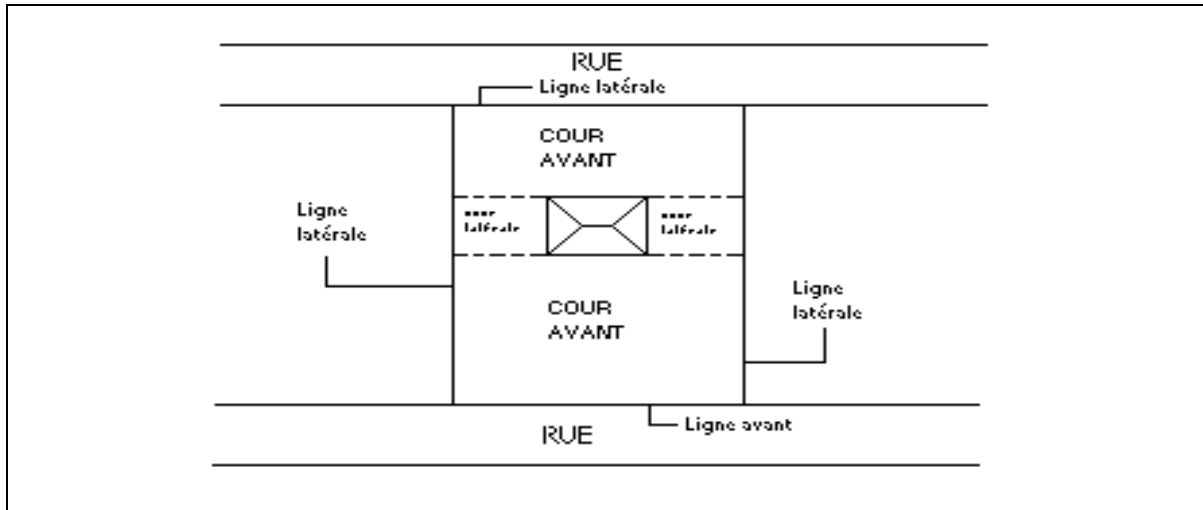 RUE
Ligne latérale
COUR
AVANT
Ligne
latérale
latérale
latérale
COUR
AVANT
Ligne
latérale
Ligne avant
RUE